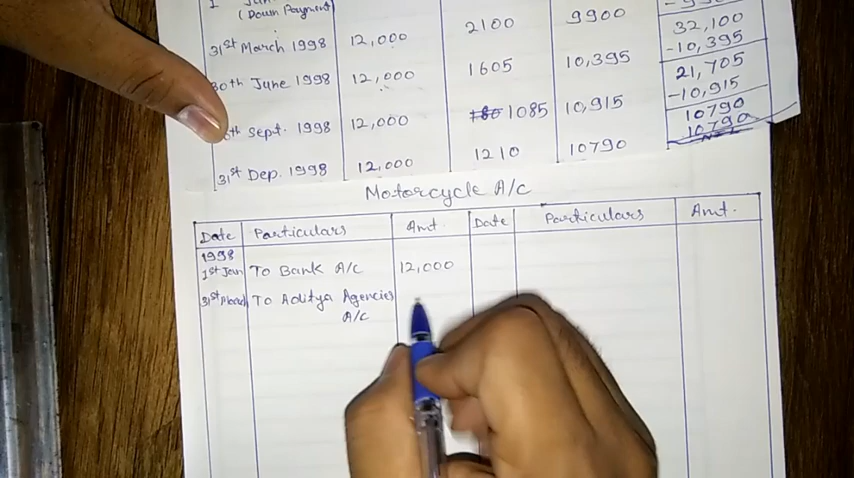 (Down Payment)
-
31st March 1998 12,000 2100 9900 32,100
-10,395
30th June 1998 12,000 1605 10,395 21,705
-10,915
th Sept. 1998 12,000 1085 10,915 10790
10790
31st Dep. 1998 12,000 1210 10790
Motorcycle A/C
Date Particulars Amt. Date Particulars Amt.
1998
1st Jan To Bank A/C 12,000
31st March To Aditya Agencies
A/C